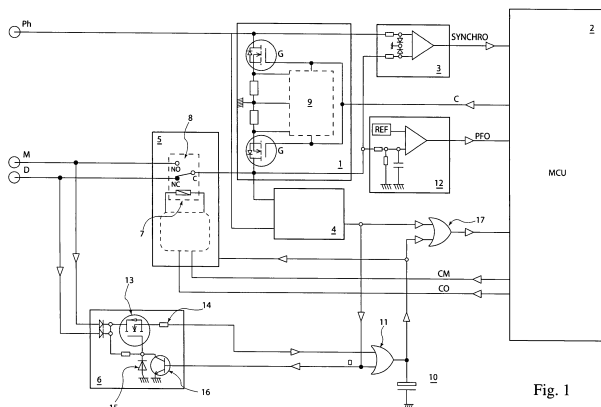 Ph
2
G
SYNCHRO
3
9
C
8
5
REF
PFO
M
NO
G
1
MCU
D
C
NC
12
7
4
17
CM
CO
13
14
11
6
16
10
15
Fig. 1